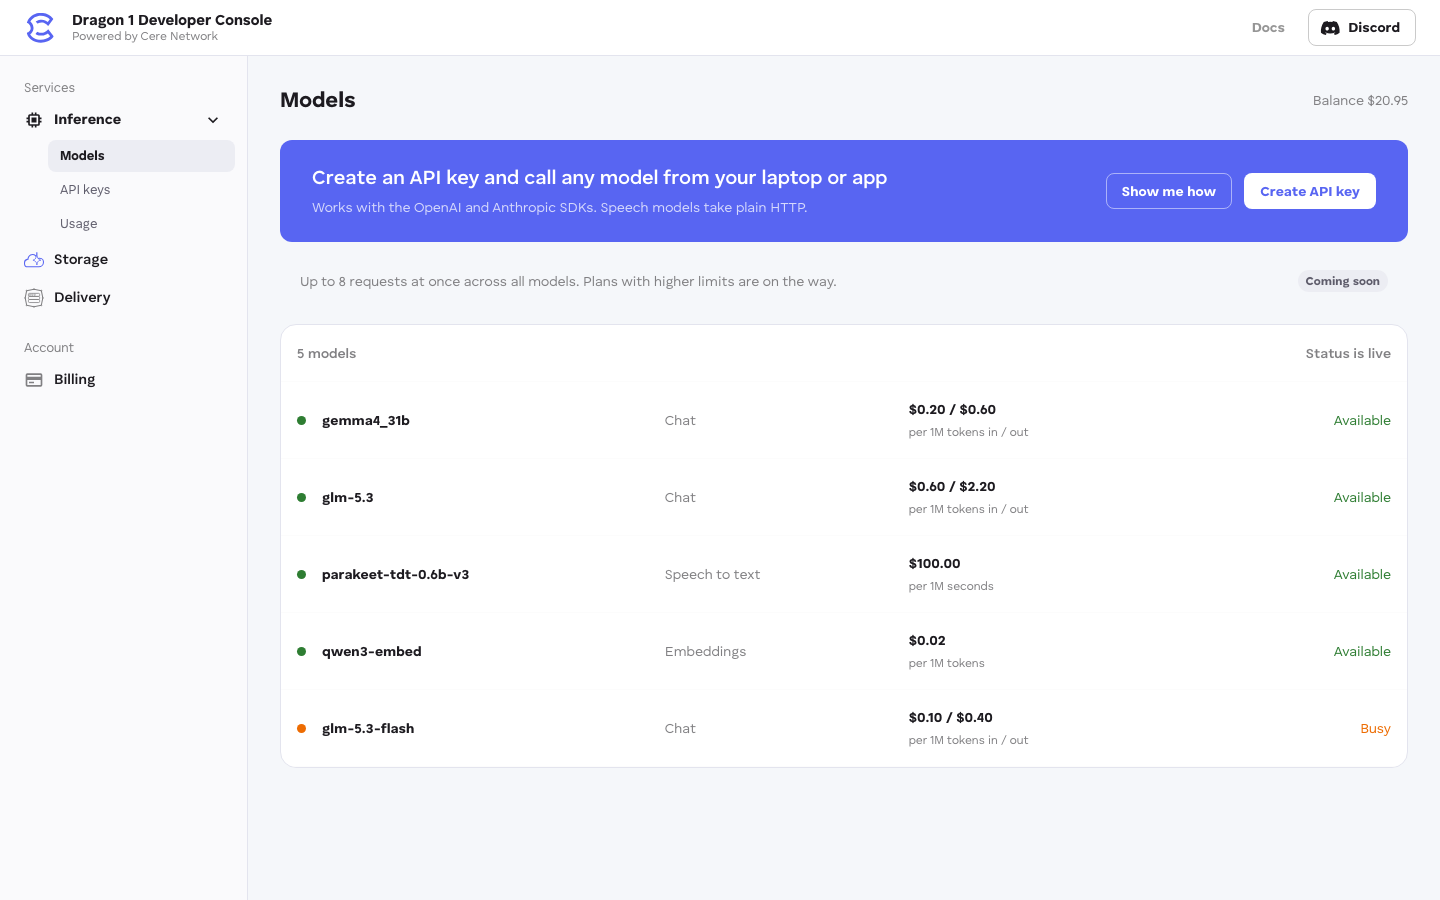 Dragon 1 Developer Console
Powered by Cere Network
Docs
Discord
Services
Inference
Models
API keys
Usage
Storage
Delivery
Account
Billing
Models
Balance $20.95
Create an API key and call any model from your laptop or app
Works with the OpenAI and Anthropic SDKs. Speech models take plain HTTP.
Show me how
Create API key
Up to 8 requests at once across all models. Plans with higher limits are on the way.
Coming soon
5 models
Status is live
gemma4_31b
Chat
$0.20 / $0.60
per 1M tokens in / out
Available
glm-5.3
Chat
$0.60 / $2.20
per 1M tokens in / out
Available
parakeet-tdt-0.6b-v3
Speech to text
$100.00
per 1M seconds
Available
qwen3-embed
Embeddings
$0.02
per 1M tokens
Available
glm-5.3-flash
Chat
$0.10 / $0.40
per 1M tokens in / out
Busy